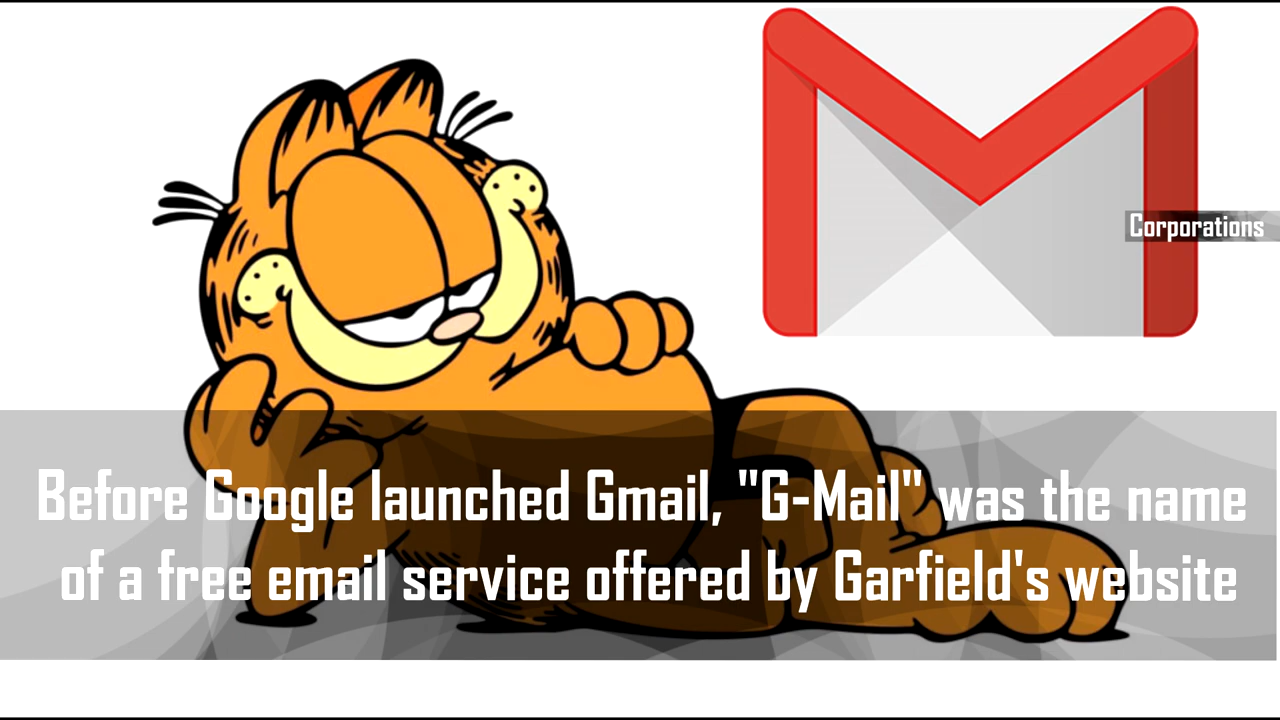 Corporations
Before Google launched Gmail, "G-Mail" was the name
of a free email service offered by Garfield's website